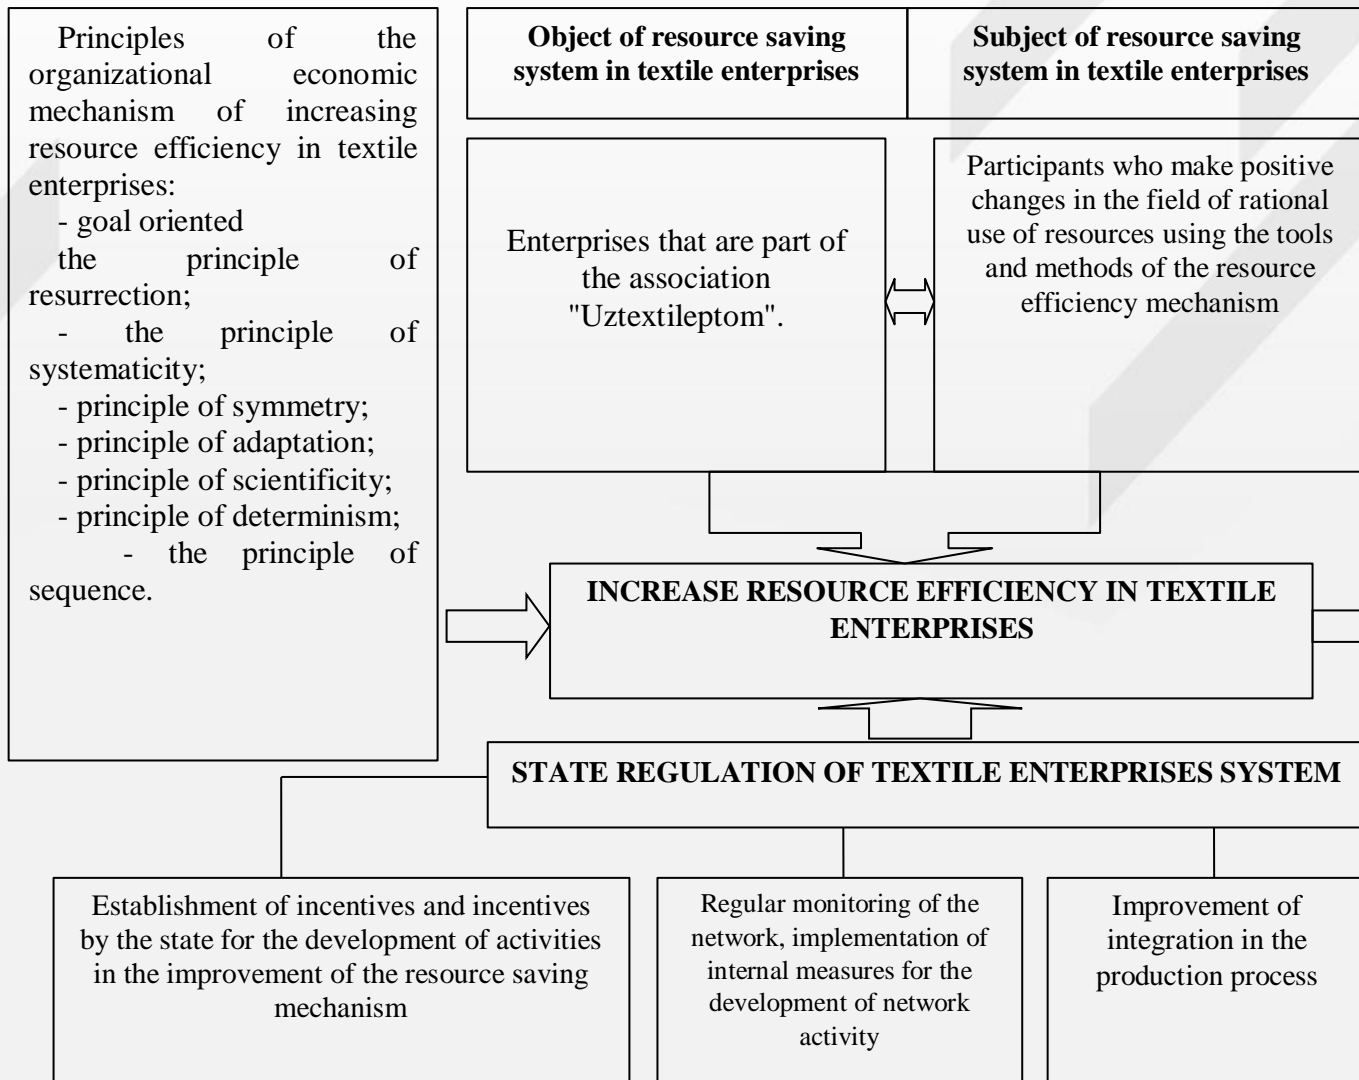 Principles of the
organizational economic
mechanism of increasing
resource efficiency in textile
enterprises:
- goal oriented
the principle of
resurrection;
- the principle of
systematicity;
- principle of symmetry;
- principle of adaptation;
- principle of scientificity;
- principle of determinism;
- the principle of
sequence.
Object of resource saving
system in textile enterprises
Subject of resource saving
system in textile enterprises
Enterprises that are part of
the association
"Uztextileptom".
Participants who make positive
changes in the field of rational
use of resources using the tools
and methods of the resource
efficiency mechanism
INCREASE RESOURCE EFFICIENCY IN TEXTILE
ENTERPRISES
STATE REGULATION OF TEXTILE ENTERPRISES SYSTEM
Establishment of incentives and incentives
by the state for the development of activities
in the improvement of the resource saving
mechanism
Regular monitoring of the
network, implementation of
internal measures for the
development of network
activity
Improvement of
integration in the
production process